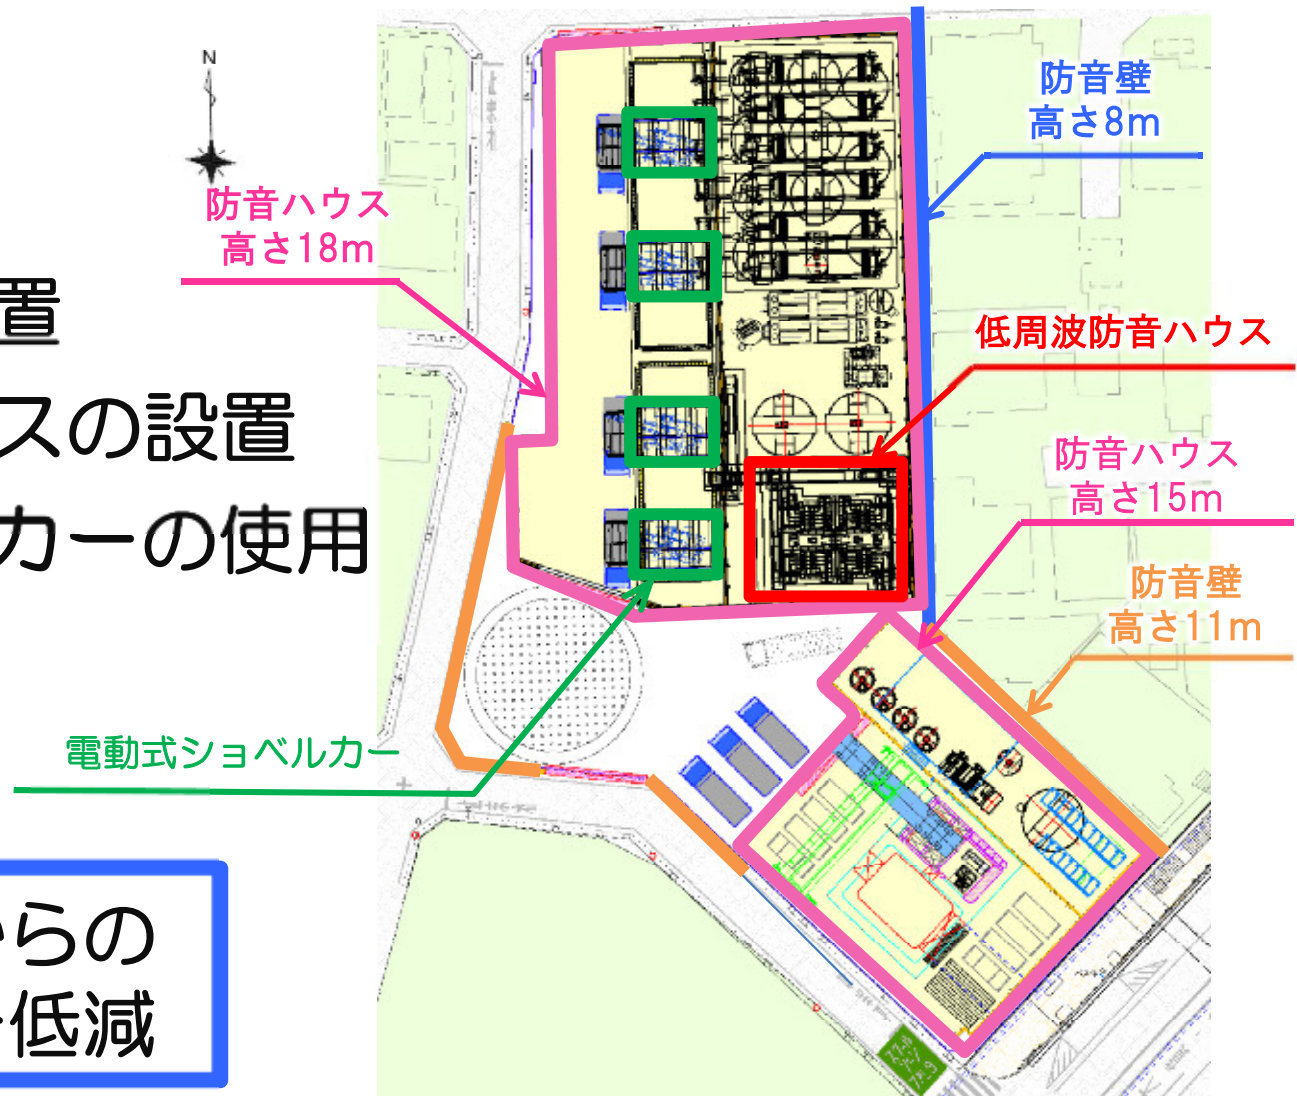 N
防音壁
高さ8m
防音ハウス
高さ18m
置
低周波防音ハウス
スの設置
防音ハウス
高さ15m
カーの使用
防音壁
高さ11m
電動式ショベルカー
からの
低減